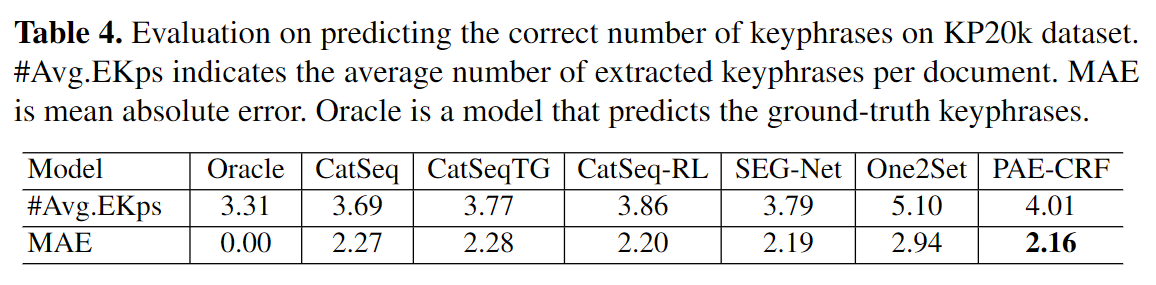 Table 4. Evaluation on predicting the correct number of keyphrases on KP20k dataset.
#Avg.EKps indicates the average number of extracted keyphrases per document. MAE
is mean absolute error. Oracle is a model that predicts the ground-truth keyphrases.
Model Oracle CatSeq CatSeqTG CatSeq-RL SEG-Net One2Set PAE-CRF
#Avg.EKps 3.31 3.69 3.77 3.86 3.79 5.10 4.01
MAE 0.00 2.27 2.28 2.20 2.19 2.94 2.16